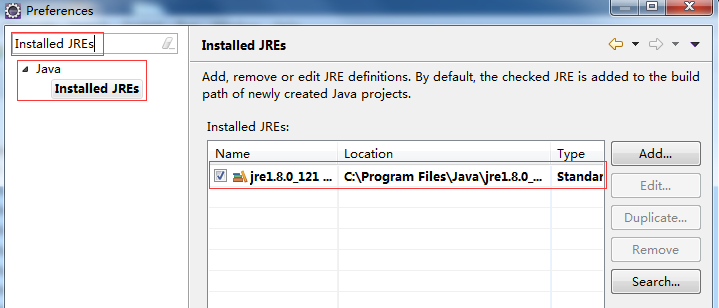 Preferences
Installed JREs
Java
Installed JREs
Installed JREs
Add, remove or edit JRE definitions. By default, the checked JRE is added to the build
path of newly created Java projects.
Installed JREs:
Name Location Type
jre1.8.0_121 ... C:\Program Files\Java\jre1.8.0_... Standar
Add...
Edit...
Duplicate...
Remove
Search...